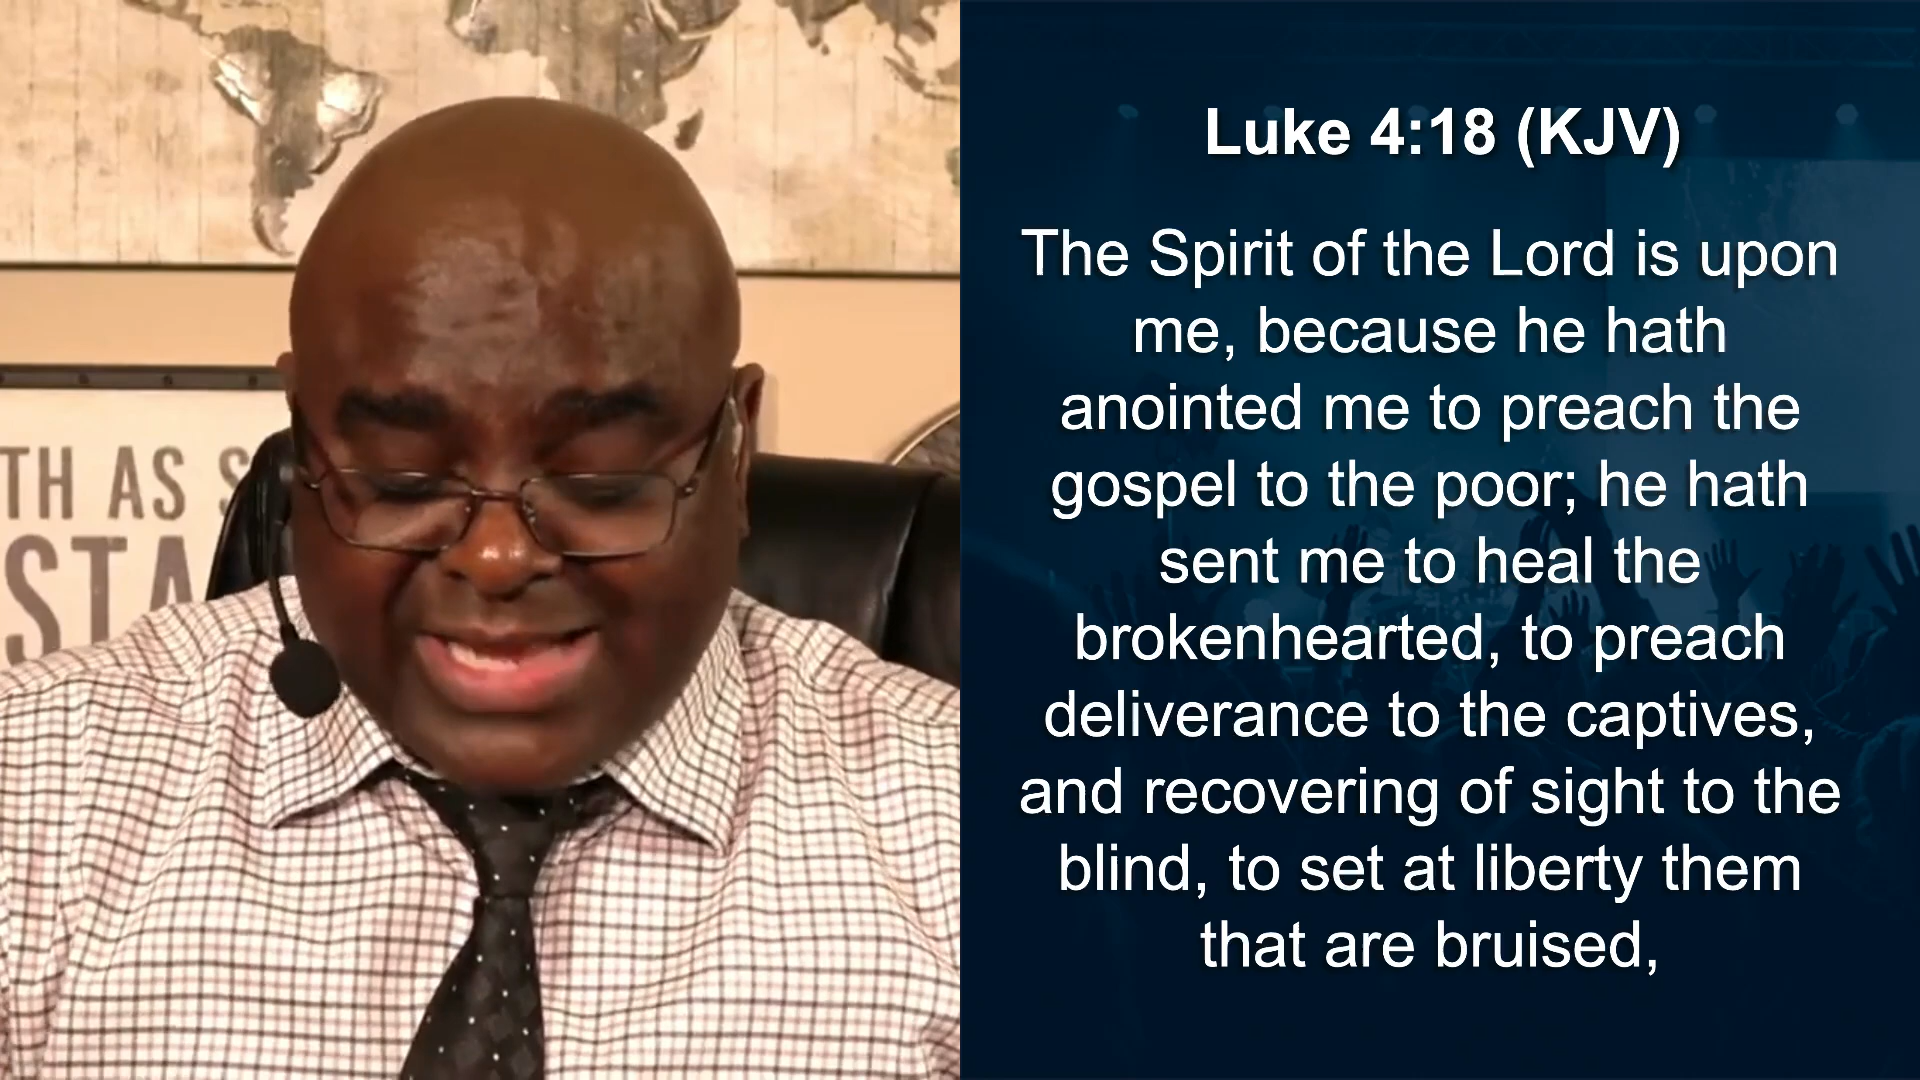 TH AS S
STA
Luke 4:18 (KJV)
The Spirit of the Lord is upon
me, because he hath
anointed me to preach the
gospel to the poor; he hath
sent me to heal the
brokenhearted, to preach
deliverance to the captives,
and recovering of sight to the
blind, to set at liberty them
that are bruised,